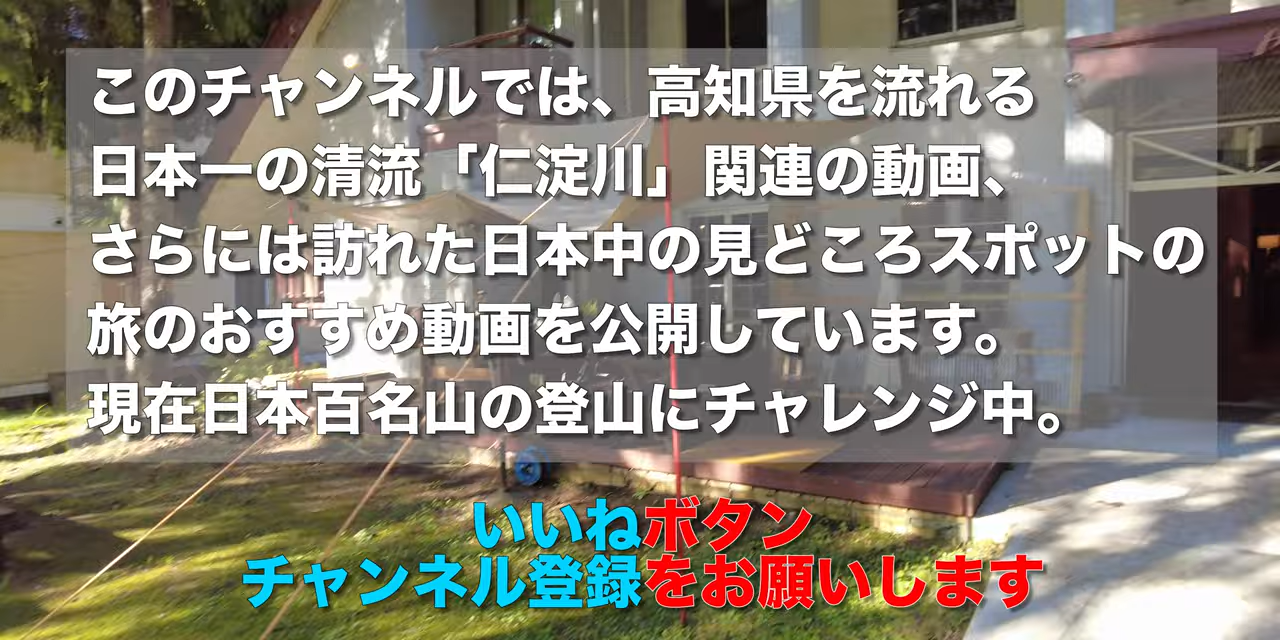 このチャンネルでは、高知県を流れる
日本一の清流「仁淀川」関連の動画、
さらには訪れた日本中の見どころスポットの
旅のおすすめ動画を公開しています。
現在日本百名山の登山にチャレンジ中。
いいねボタン
チャンネル登録をお願いします